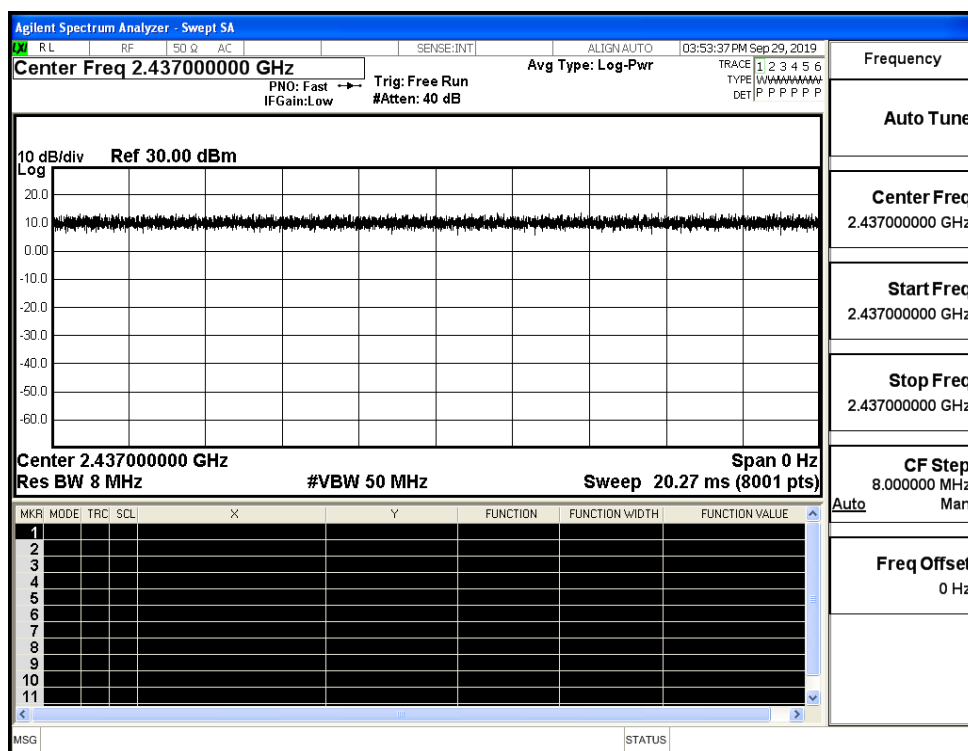 Agilent Spectrum Analyzer - Swept SA
LXI RL RF 50 Ω AC SENSE:INT ALIGN AUTO 03:53:37 PM Sep 29, 2019
Center Freq 2.437000000 GHz
PNO: Fast
IFGain:Low
Trig: Free Run
#Atten: 40 dB
Avg Type: Log-Pwr
TRACE 1 2 3 4 5 6
TYPE WWWWWW
DET P P P P P P
10 dB/div Ref 30.00 dBm
Log
20.0
10.0
0.00
-10.0
-20.0
-30.0
-40.0
-50.0
-60.0
Center 2.437000000 GHz Span 0 Hz
Res BW 8 MHz #VBW 50 MHz Sweep 20.27 ms (8001 pts)
MKR MODE TRC SCL X Y FUNCTION FUNCTION WIDTH FUNCTION VALUE
1
2
3
4
5
6
7
8
9
10
11
MSG STATUS
Frequency
Auto Tune
Center Freq
2.437000000 GHz
Start Freq
2.437000000 GHz
Stop Freq
2.437000000 GHz
CF Step
8.000000 MHz
Auto Man
Freq Offset
0 Hz